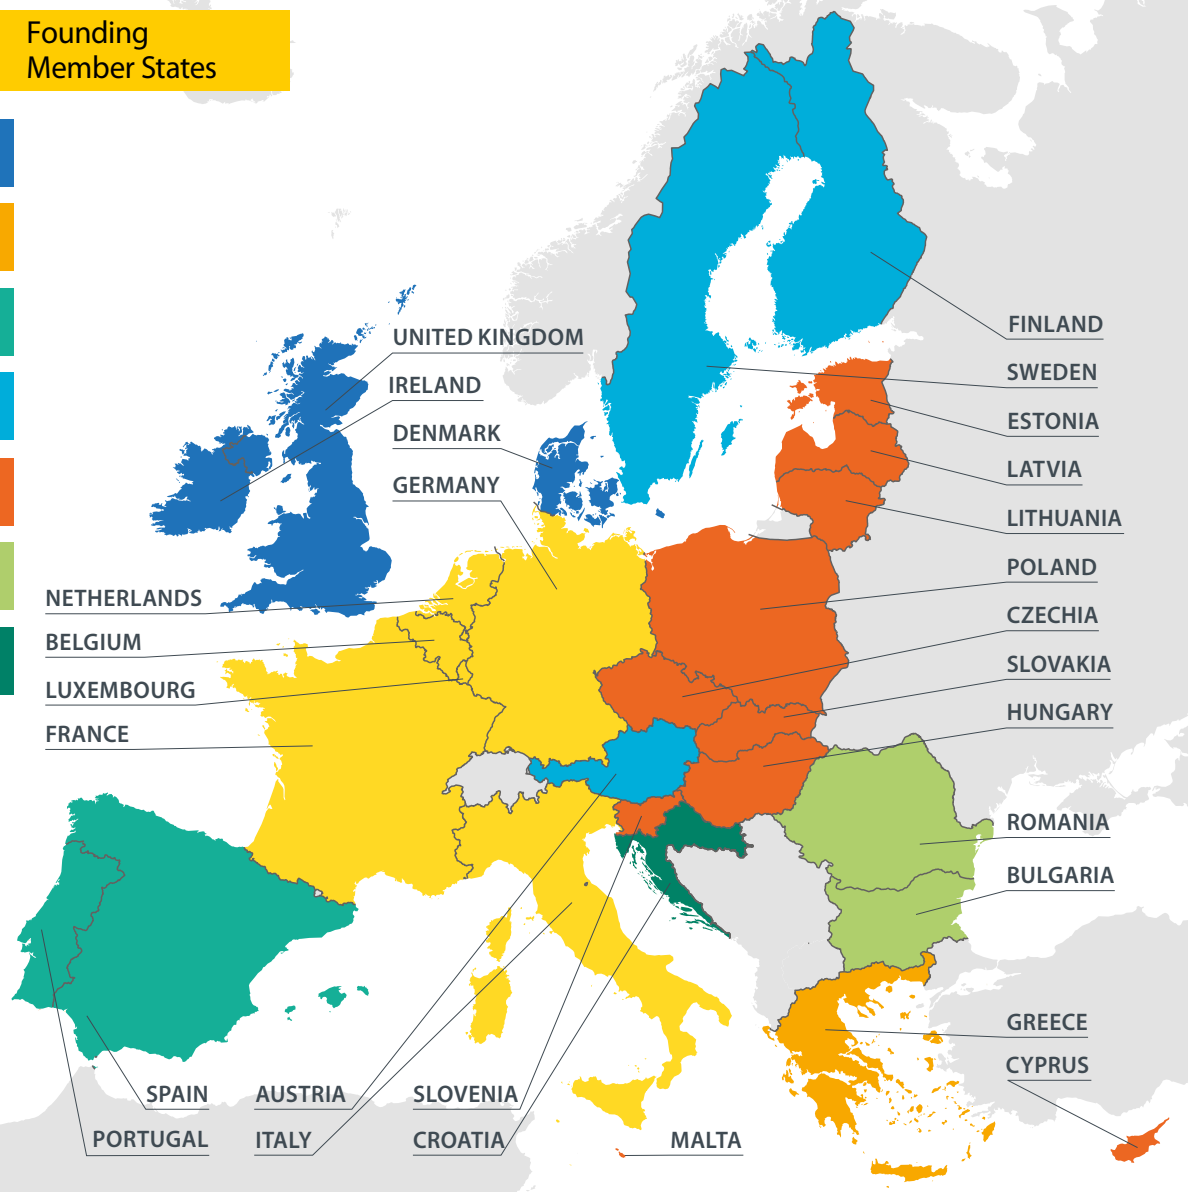 Founding
Member States
UNITED KINGDOM
IRELAND
DENMARK
GERMANY
NETHERLANDS
BELGIUM
LUXEMBOURG
FRANCE
FINLAND
SWEDEN
ESTONIA
LATVIA
LITHUANIA
POLAND
CZECHIA
SLOVAKIA
HUNGARY
ROMANIA
BULGARIA
GREECE
CYPRUS
SPAIN
PORTUGAL
AUSTRIA
ITALY
SLOVENIA
CROATIA
MALTA